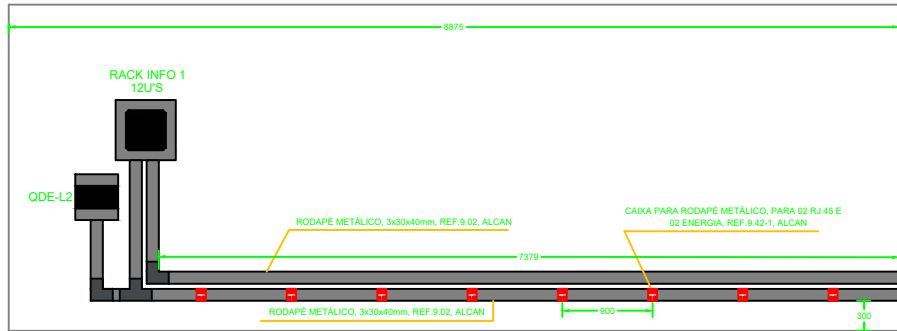 8875
RACK INFO 1
12U'S
QDE-L2
RODAPÉ METÁLICO, 3x30x40mm, REF.9.02, ALCAN
CAIXA PARA RODAPÉ METÁLICO, PARA 02 RJ 45 E
02 ENERGIA, REF.9.42-1, ALCAN
7379
RODAPÉ METÁLICO, 3x30x40mm, REF.9.02, ALCAN
900
300